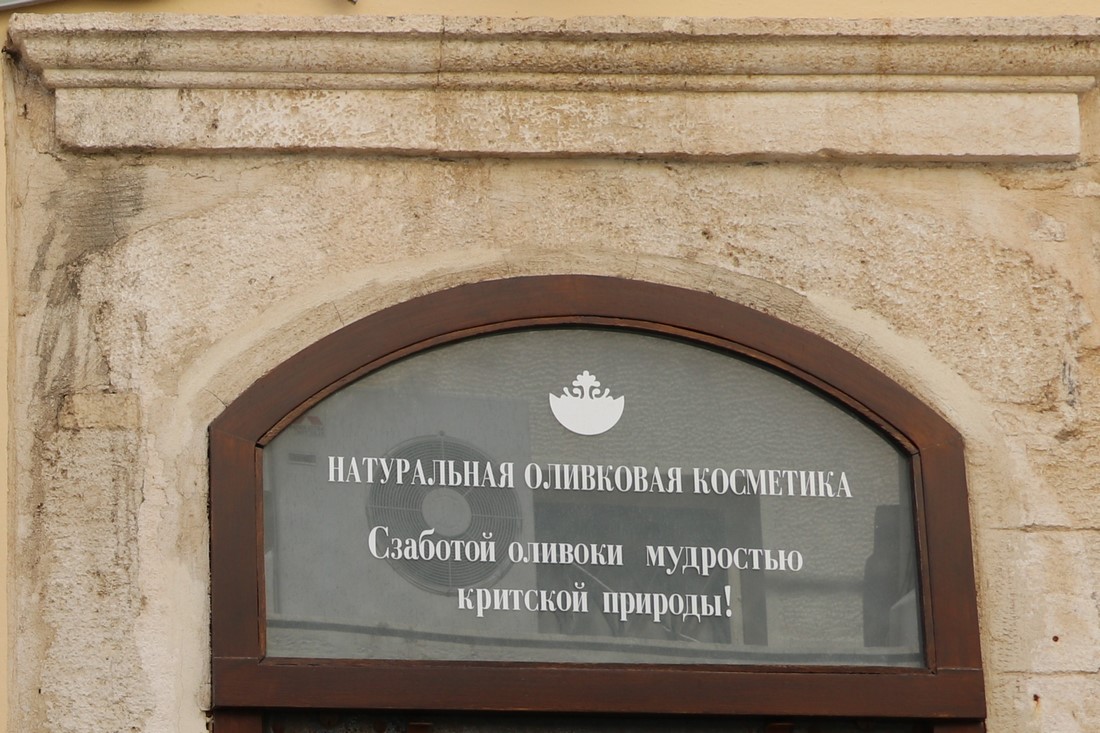 НАТУРАЛЬНАЯ ОЛИВКОВАЯ КОСМЕТИКА
Сзаботой оливоки мудростью
критской природы!